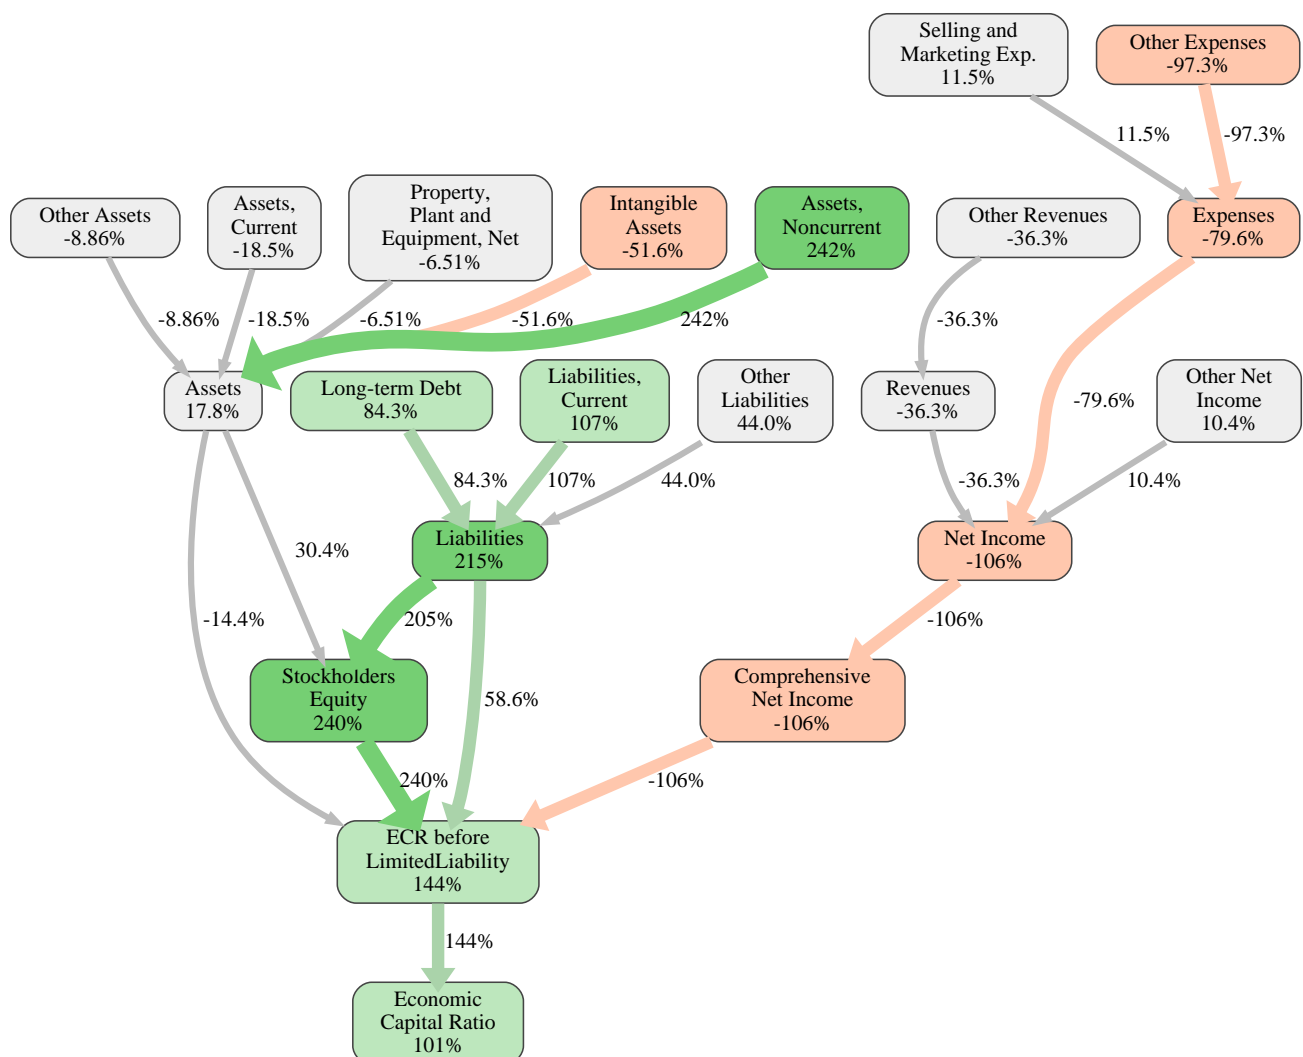 Selling and
Marketing Exp.
11.5%
Other Expenses
-97.3%
11.5%
-97.3%
Other Assets
-8.86%
Assets,
Current
-18.5%
Property,
Plant and
Equipment, Net
-6.51%
Intangible
Assets
-51.6%
Assets,
Noncurrent
242%
Other Revenues
-36.3%
Expenses
-79.6%
-8.86%
-18.5%
-6.51%
-51.6%
242%
-36.3%
-79.6%
Assets
17.8%
Long-term Debt
84.3%
Liabilities,
Current
107%
Other
Liabilities
44.0%
Revenues
-36.3%
Other Net
Income
10.4%
84.3%
107%
44.0%
-36.3%
10.4%
Liabilities
215%
Net Income
-106%
30.4%
-14.4%
205%
-106%
Stockholders
Equity
240%
58.6%
Comprehensive
Net Income
-106%
240%
-106%
ECR before
LimitedLiability
144%
144%
Economic
Capital Ratio
101%